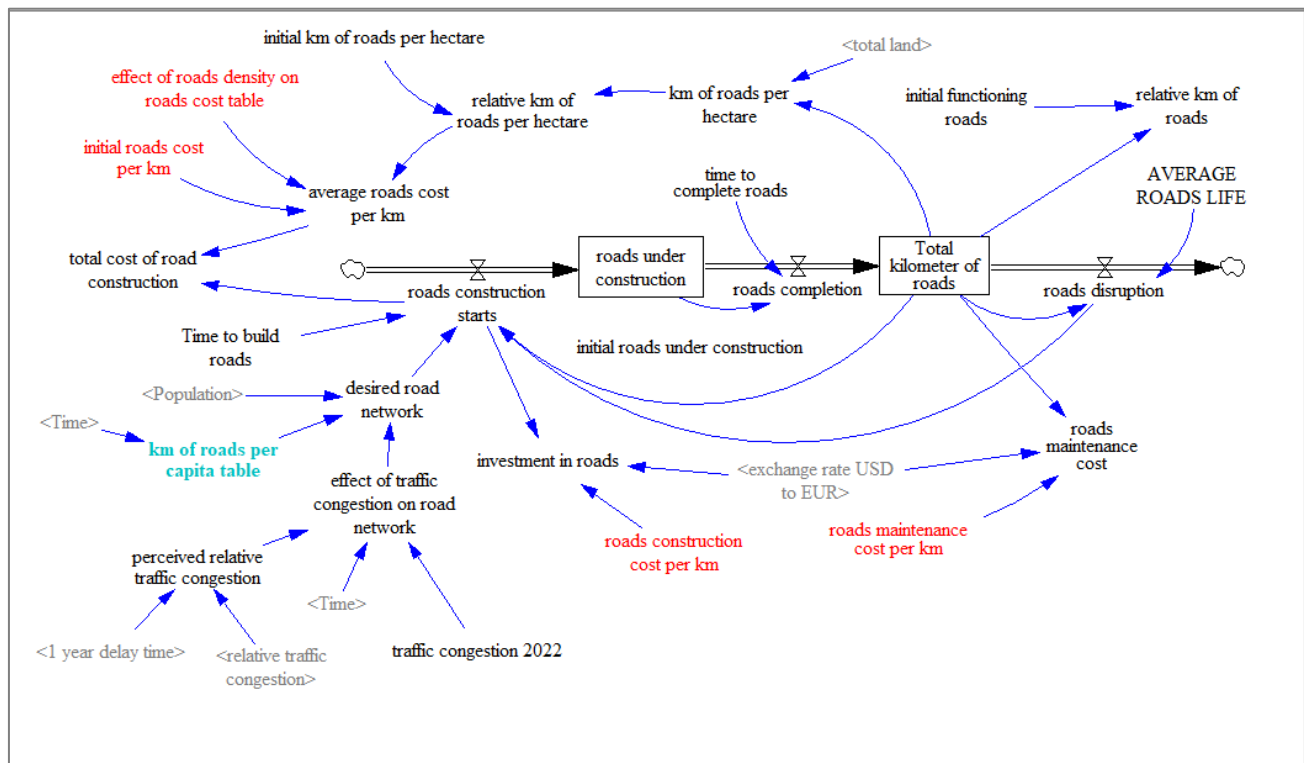 initial km of roads per hectare
<total land>
effect of roads density on
roads cost table
relative km of
roads per hectare
km of roads per
hectare
initial functioning
roads
relative km of
roads
initial roads cost
per km
average roads cost
per km
time to
complete roads
AVERAGE
ROADS LIFE
total cost of road
construction
roads construction
starts
roads under
construction
roads completion
Total
kilometer of
roads
roads disruption
Time to build
roads
initial roads under construction
<Population>
desired road
network
<Time>
km of roads per
capita table
investment in roads
<exchange rate USD
to EUR>
roads
maintenance
cost
effect of traffic
congestion on road
network
roads construction
cost per km
roads maintenance
cost per km
perceived relative
traffic congestion
<Time>
<1 year delay time>
<relative traffic
congestion>
traffic congestion 2022